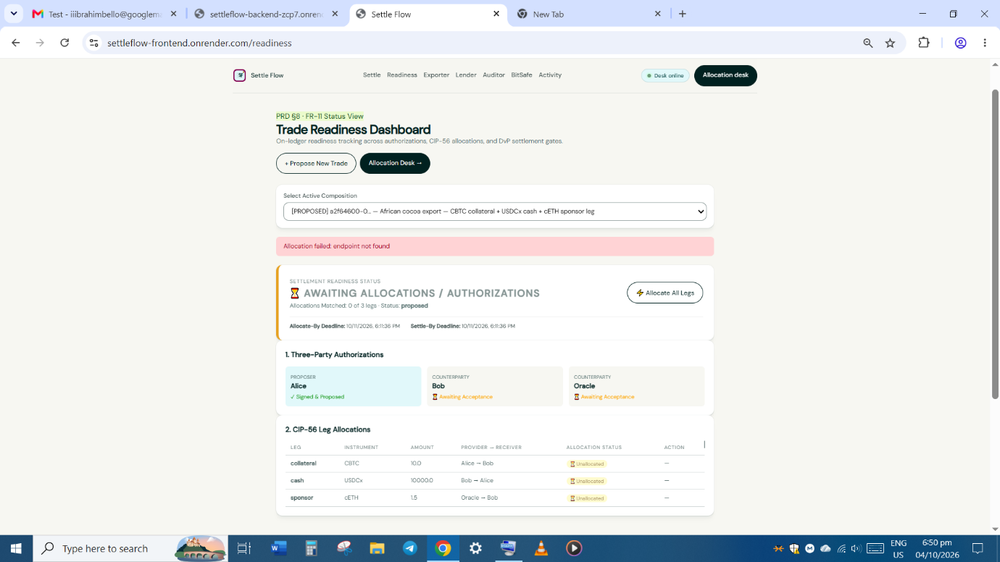 Test - iiibrahimbello@googlema
settleflow-backend-zcp7.onrend
Settle Flow
New Tab
settleflow-frontend.onrender.com/readiness
SF Settle Flow
Settle Readiness Exporter Lender Auditor BitSafe Activity
Desk online
Allocation desk
PRD §8 · FR-11 Status View
Trade Readiness Dashboard
On-ledger readiness tracking across authorizations, CIP-56 allocations, and DvP settlement gates.
+ Propose New Trade
Allocation Desk →
Select Active Composition
[PROPOSED] a2f64600-0... — African cocoa export — CBTC collateral + USDCx cash + cETH sponsor leg
Allocation failed: endpoint not found
SETTLEMENT READINESS STATUS
⏳ AWAITING ALLOCATIONS / AUTHORIZATIONS
Allocations Matched: 0 of 3 legs · Status: proposed
⚡ Allocate All Legs
Allocate-By Deadline: 10/11/2026, 6:11:36 PM Settle-By Deadline: 10/11/2026, 6:11:36 PM
1. Three-Party Authorizations
PROPOSER
Alice
✓ Signed & Proposed
COUNTERPARTY
Bob
⏳ Awaiting Acceptance
COUNTERPARTY
Oracle
⏳ Awaiting Acceptance
2. CIP-56 Leg Allocations
LEG INSTRUMENT AMOUNT PROVIDER → RECEIVER ALLOCATION STATUS ACTION
collateral CBTC 10.0 Alice → Bob ⏳ Unallocated —
cash USDCx 10000.0 Bob → Alice ⏳ Unallocated —
sponsor cETH 1.5 Oracle → Bob ⏳ Unallocated —
Type here to search
ENG
US
6:50 pm
04/10/2026